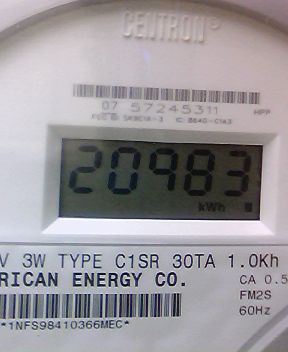 CENTRON®
07 57245311
HPP
20983
kWh
V 3W TYPE C1SR 30TA 1.0Kh
RICAN ENERGY CO.
CA 0.5
FM2S
60Hz
*1NFS98410366MEC*